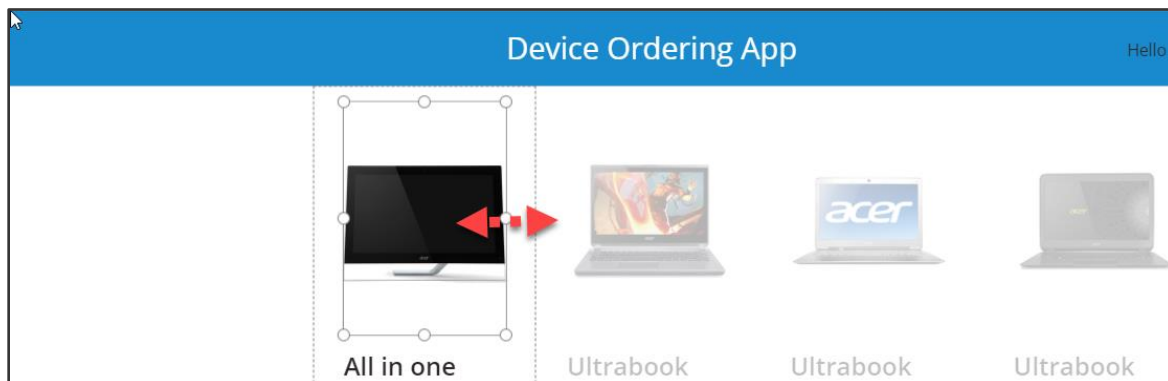 Device Ordering App
Hello
acer
All in one
Ultrabook
Ultrabook
Ultrabook